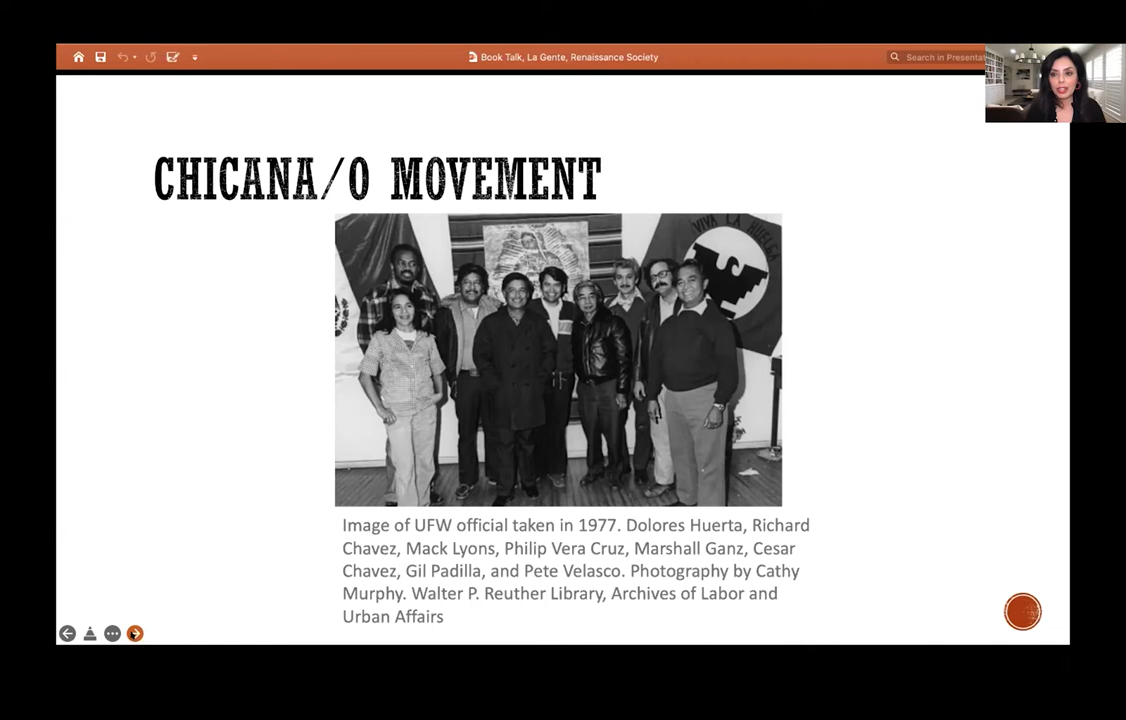 Book Talk, La Gente, Renaissance Society
Search in Presentat
CHICANA/O MOVEMENT
VIVA LA HUELGA
Image of UFW official taken in 1977. Dolores Huerta, Richard
Chavez, Mack Lyons, Philip Vera Cruz, Marshall Ganz, Cesar
Chavez, Gil Padilla, and Pete Velasco. Photography by Cathy
Murphy. Walter P. Reuther Library, Archives of Labor and
Urban Affairs